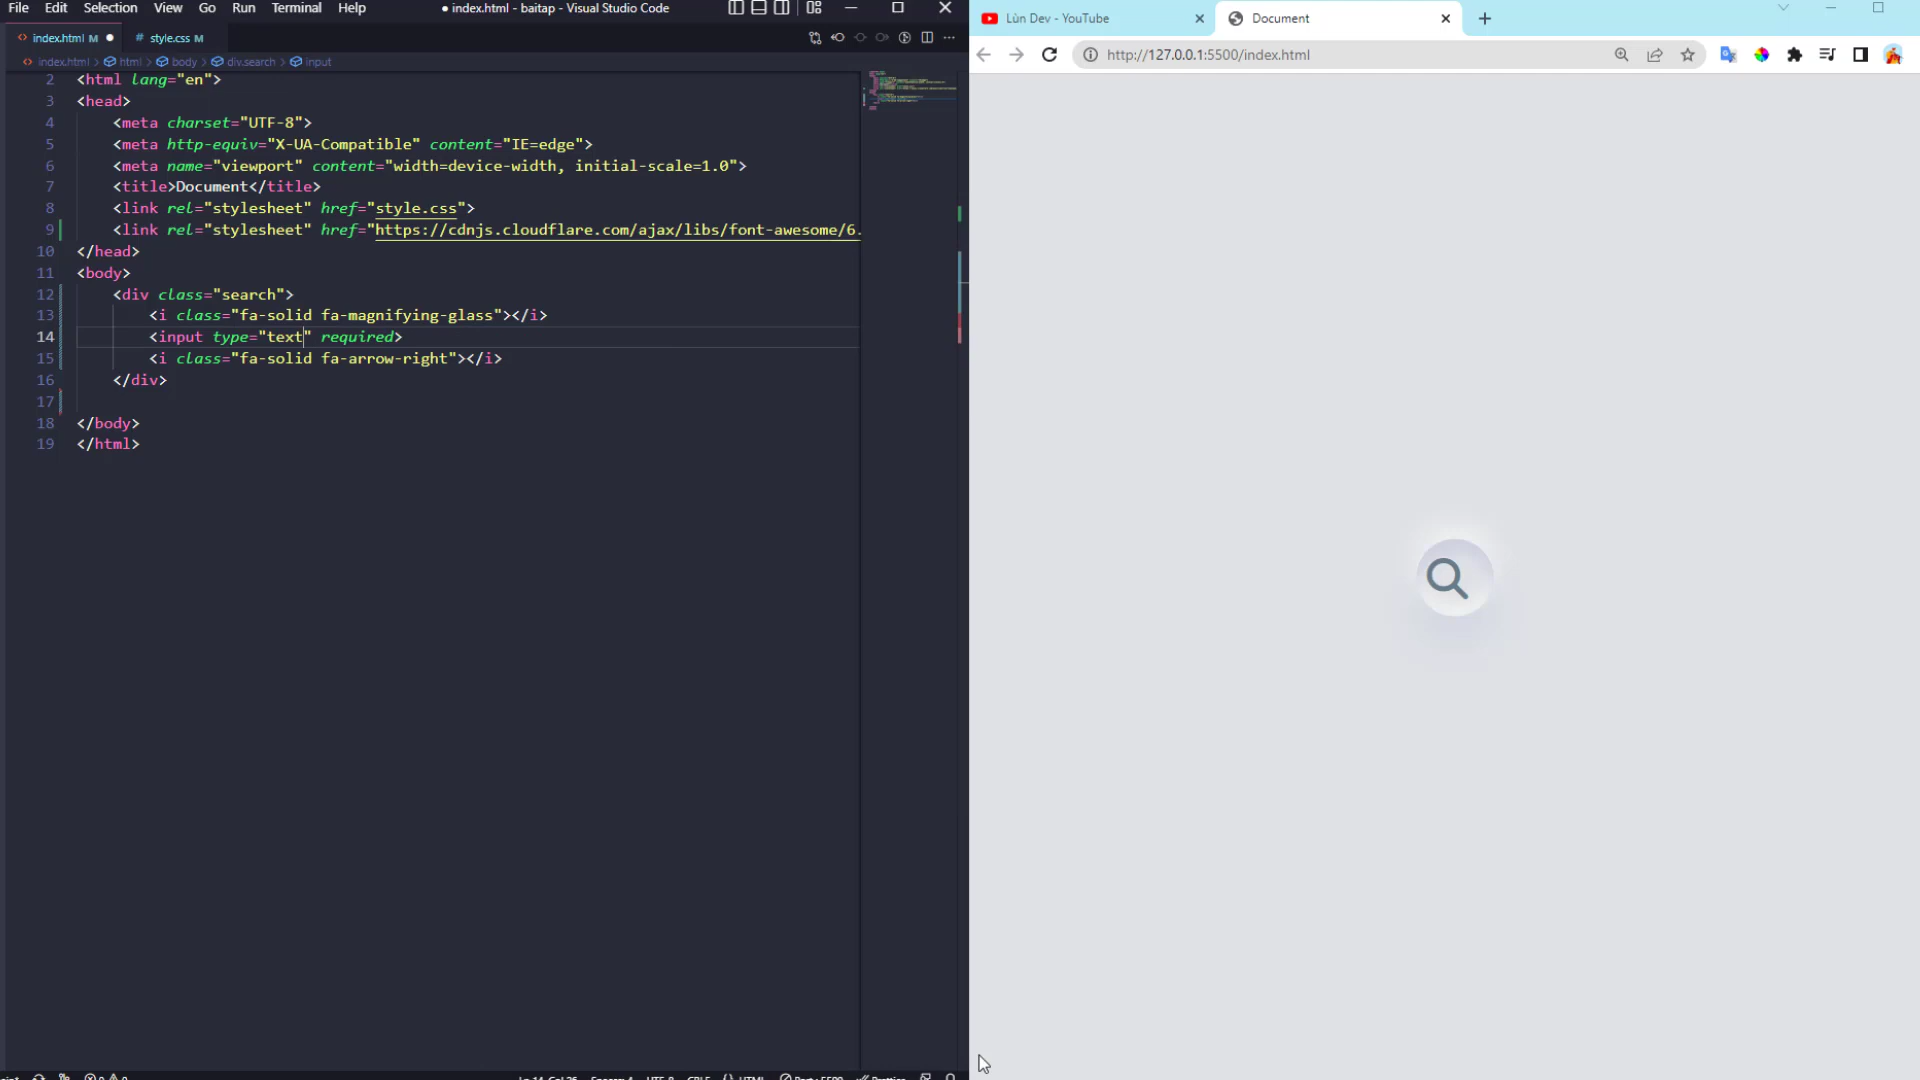 File Edit Selection View Go Run Terminal Help
● index.html - baitap - Visual Studio Code
index.html M ●
# style.css M
index.html > html > body > div.search > input
2 <html lang="en">
3 <head>
4 <meta charset="UTF-8">
5 <meta http-equiv="X-UA-Compatible" content="IE=edge">
6 <meta name="viewport" content="width=device-width, initial-scale=1.0">
7 <title>Document</title>
8 <link rel="stylesheet" href="style.css">
9 <link rel="stylesheet" href="https://cdnjs.cloudflare.com/ajax/libs/font-awesome/6.
10 </head>
11 <body>
12 <div class="search">
13 <i class="fa-solid fa-magnifying-glass"></i>
14 <input type="text" required>
15 <i class="fa-solid fa-arrow-right"></i>
16 </div>
17
18 </body>
19 </html>
Lùn Dev - YouTube
Document
http://127.0.0.1:5500/index.html